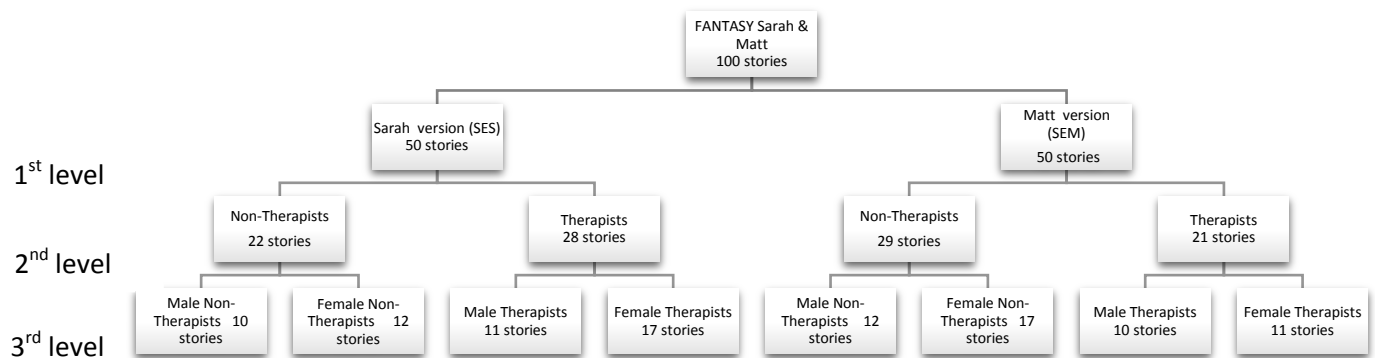 FANTASY Sarah &
Matt
100 stories
Sarah version (SES)
50 stories
Matt version
(SEM)
50 stories
1st level
Non-Therapists
22 stories
Therapists
28 stories
Non-Therapists
29 stories
Therapists
21 stories
2nd level
Male Non-
Therapists 10
stories
Female Non-
Therapists 12
stories
Male Therapists
11 stories
Female Therapists
17 stories
Male Non-
Therapists 12
stories
Female Non-
Therapists 17
stories
Male Therapists
10 stories
Female Therapists
11 stories
3rd level